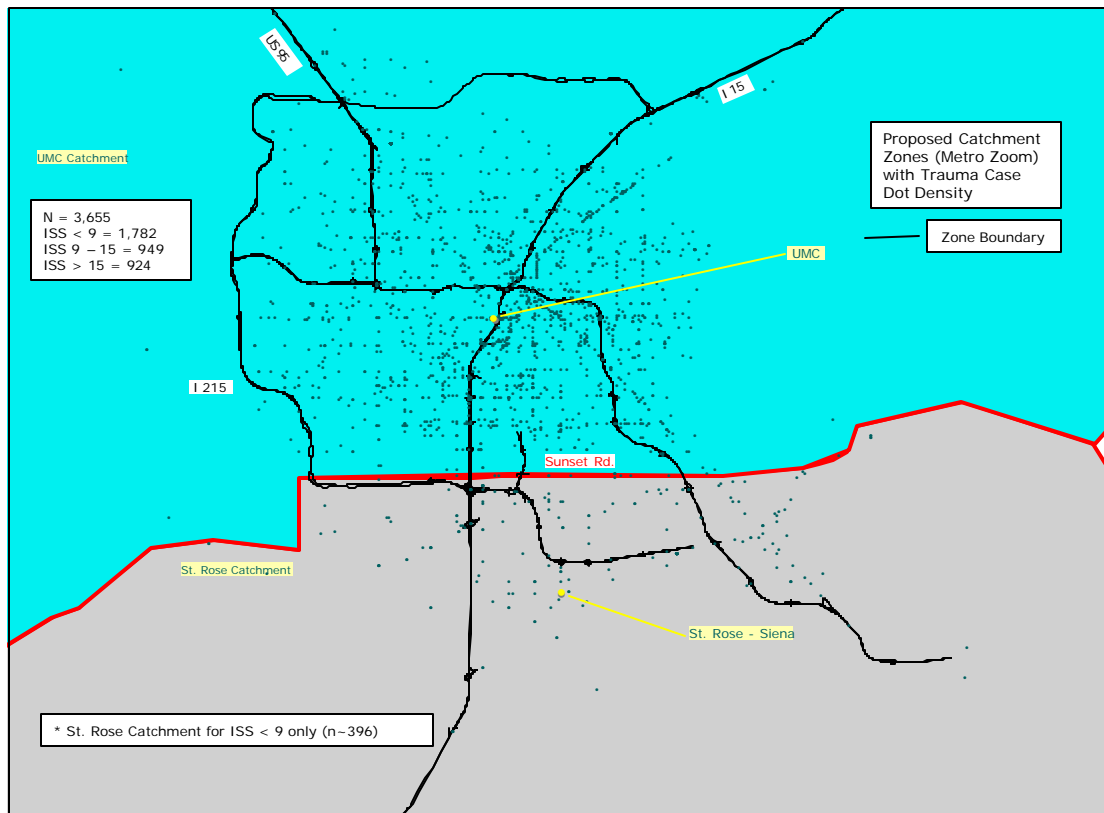 US 95
I 15
Proposed Catchment
Zones (Metro Zoom)
with Trauma Case
Dot Density
UMC Catchment
N = 3,655
ISS < 9 = 1,782
ISS 9 – 15 = 949
ISS > 15 = 924
Zone Boundary
UMC
I 215
Sunset Rd.
St. Rose Catchment
St. Rose - Siena
* St. Rose Catchment for ISS < 9 only (n~396)